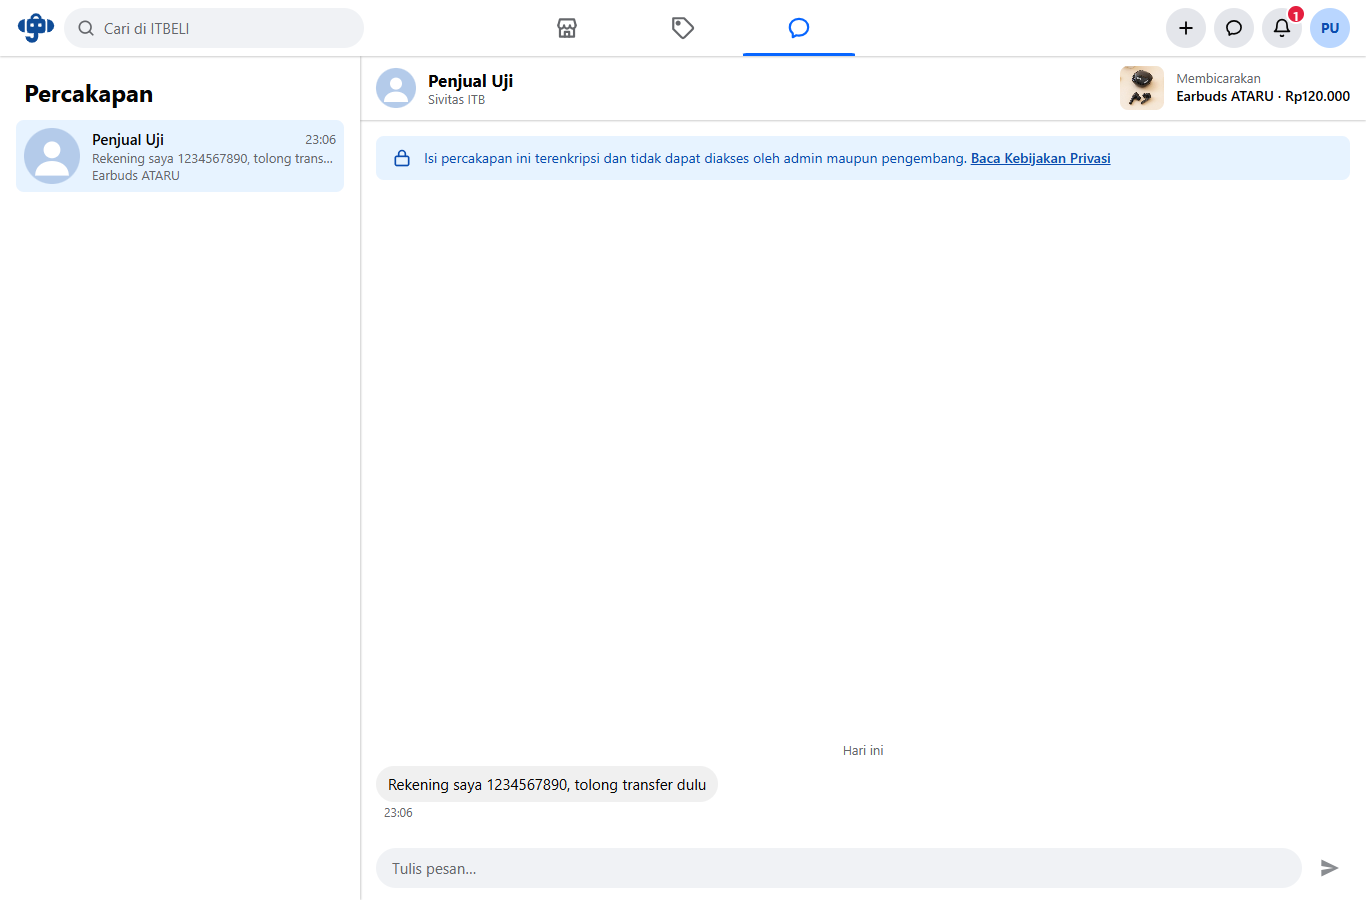 Cari di ITBELI
1
PU
Percakapan
Penjual Uji
23:06
Rekening saya 1234567890, tolong trans...
Earbuds ATARU
Penjual Uji
Sivitas ITB
Membicarakan
Earbuds ATARU · Rp120.000
Isi percakapan ini terenkripsi dan tidak dapat diakses oleh admin maupun pengembang. Baca Kebijakan Privasi
Hari ini
Rekening saya 1234567890, tolong transfer dulu
23:06
Tulis pesan...